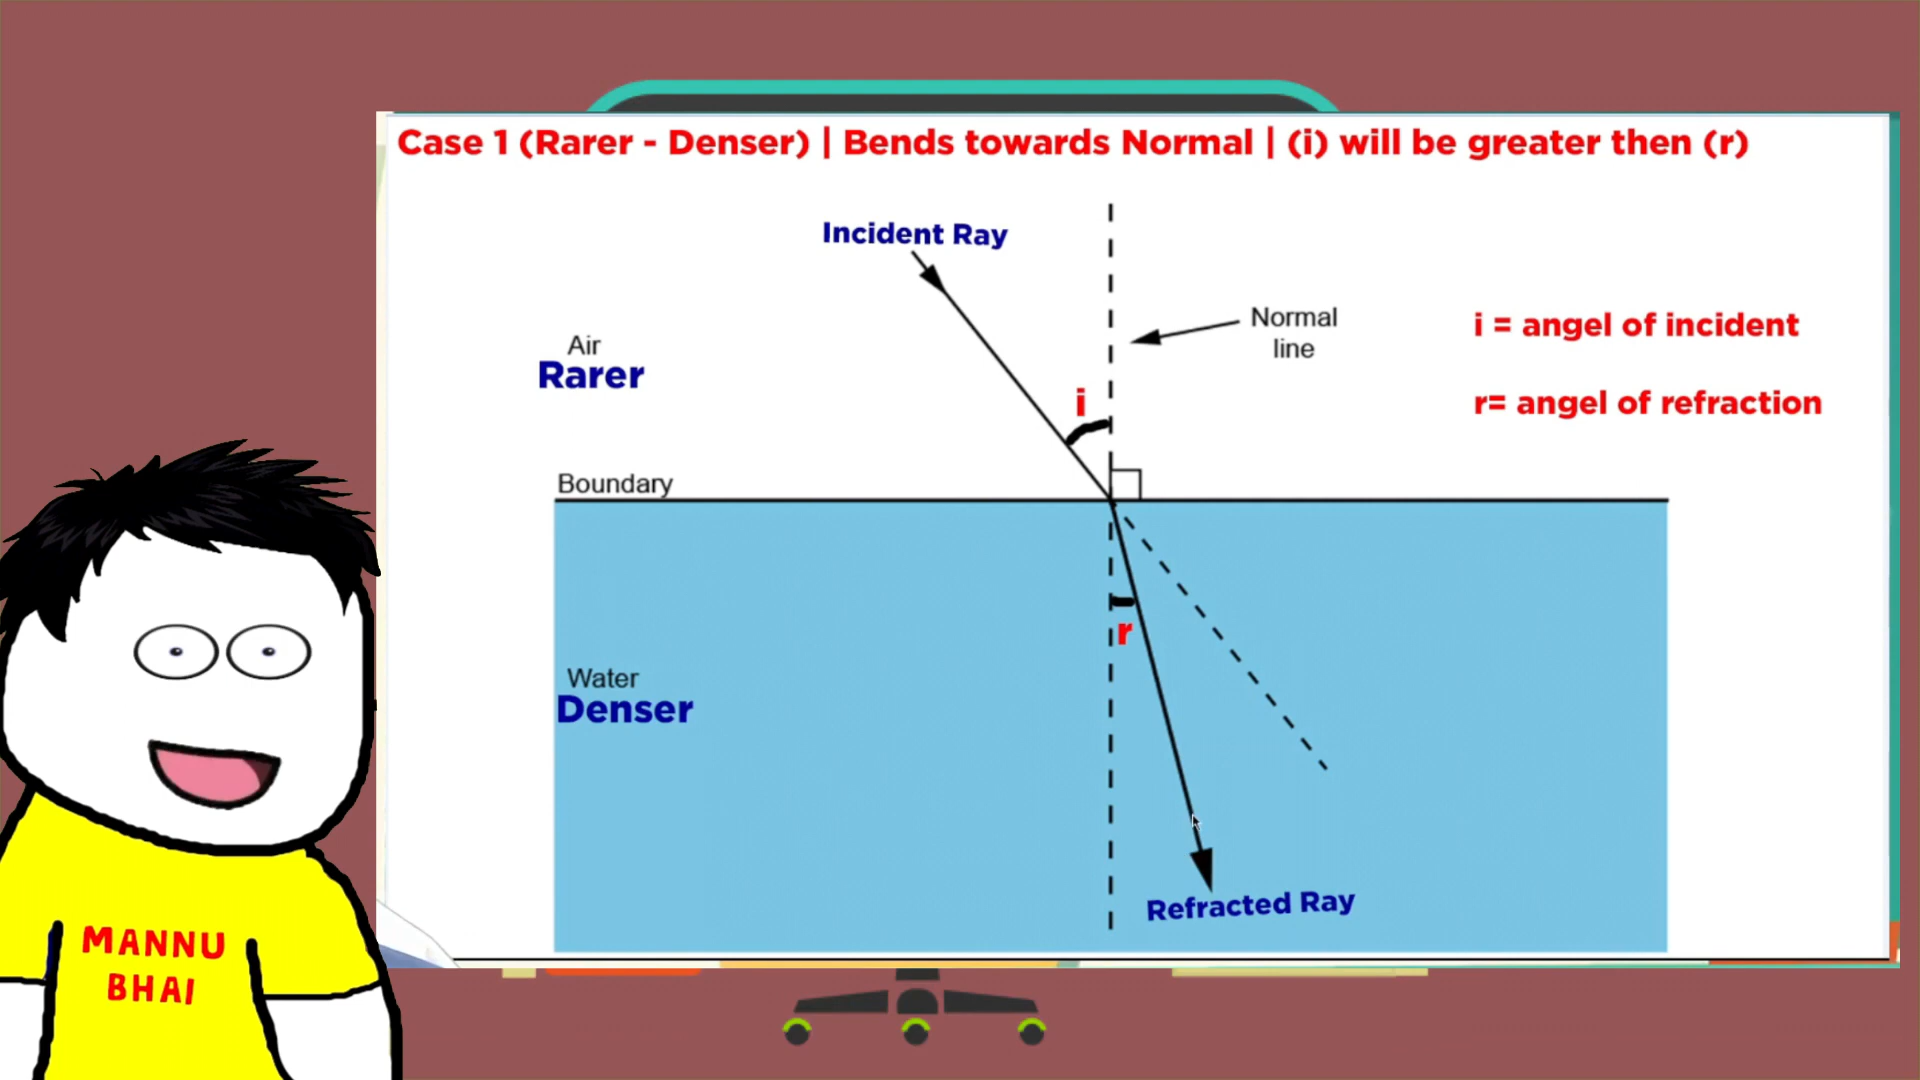 Case 1 (Rarer - Denser) | Bends towards Normal | (i) will be greater then (r)
Incident Ray
Normal
line
i = angel of incident
Air
Rarer
i
r= angel of refraction
Boundary
r
Water
Denser
Refracted Ray
MANNU
BHAI